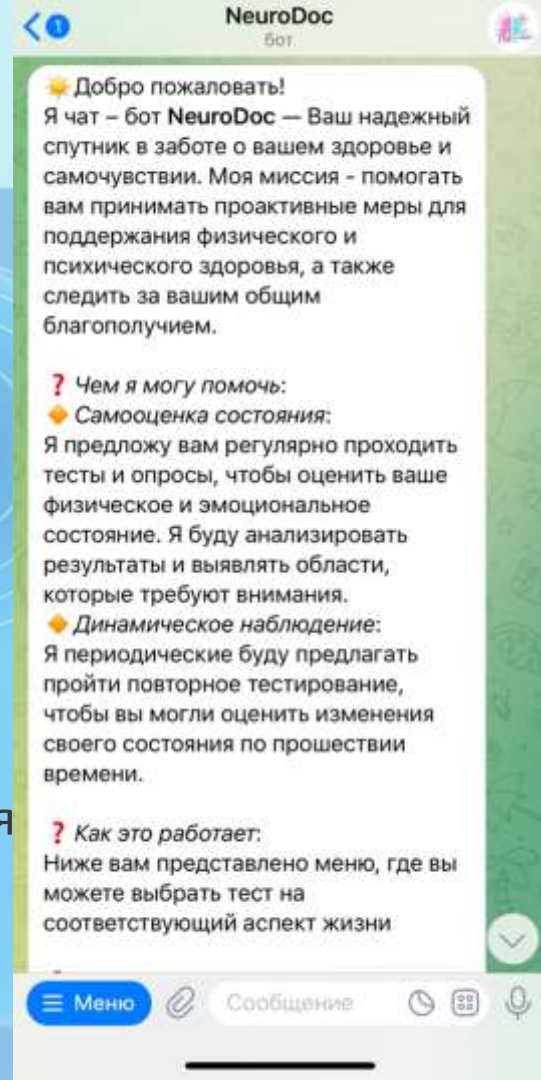 1
NeuroDoc
бот
Добро пожаловать!
Я чат – бот NeuroDoc — Ваш надежный
спутник в заботе о вашем здоровье и
самочувствии. Моя миссия - помогать
вам принимать проактивные меры для
поддержания физического и
психического здоровья, а также
следить за вашим общим
благополучием.
❓ Чем я могу помочь:
🔸 Самооценка состояния:
Я предложу вам регулярно проходить
тесты и опросы, чтобы оценить ваше
физическое и эмоциональное
состояние. Я буду анализировать
результаты и выявлять области,
которые требуют внимания.
🔸 Динамическое наблюдение:
Я периодические буду предлагать
пройти повторное тестирование,
чтобы вы могли оценить изменения
своего состояния по прошествии
времени.
я
❓ Как это работает:
Ниже вам представлено меню, где вы
можете выбрать тест на
соответствующий аспект жизни
Меню
Сообщение